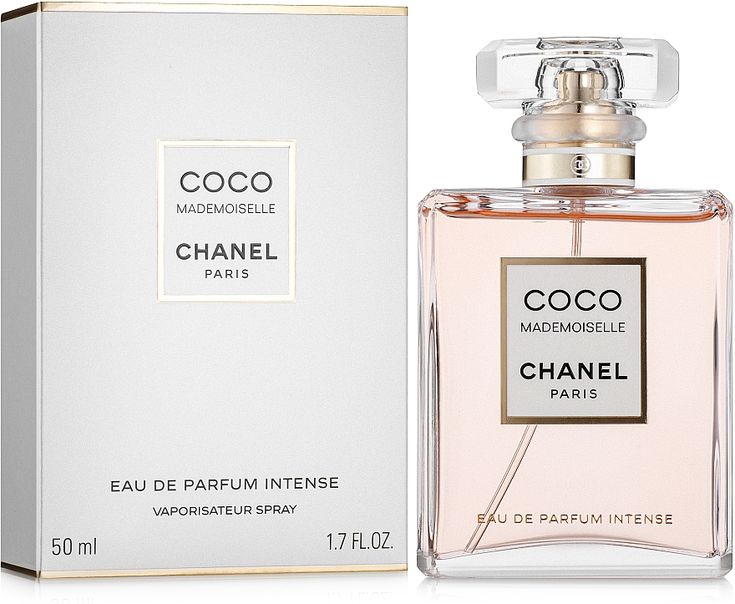 COCO
MADEMOISELLE
CHANEL
PARIS
EAU DE PARFUM INTENSE
VAPORISATEUR SPRAY
50 ml 1.7 FL.OZ.
COCO
MADEMOISELLE
CHANEL
PARIS
EAU DE PARFUM INTENSE